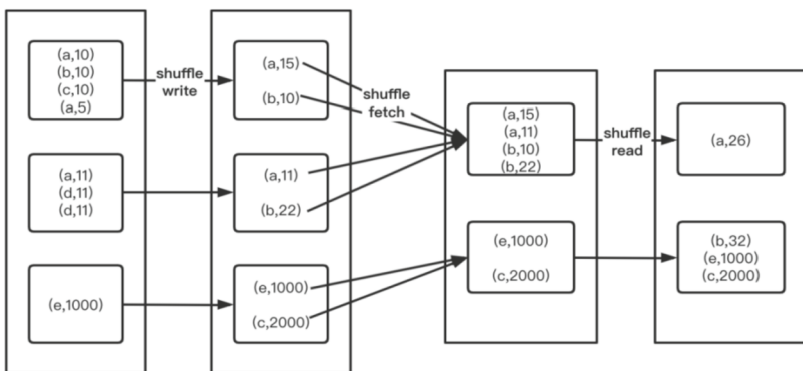 (a,10)
(b,10)
(c,10)
(a,5)
(a,11)
(d,11)
(d,11)
(e,1000)
shuffle
write
(a,15)
(b,10)
(a,11)
(b,22)
(e,1000)
(c,2000)
shuffle
fetch
(a,15)
(a,11)
(b,10)
(b,22)
(e,1000)
(c,2000)
shuffle
read
(a,26)
(b,32)
(e,1000)
(c,2000)